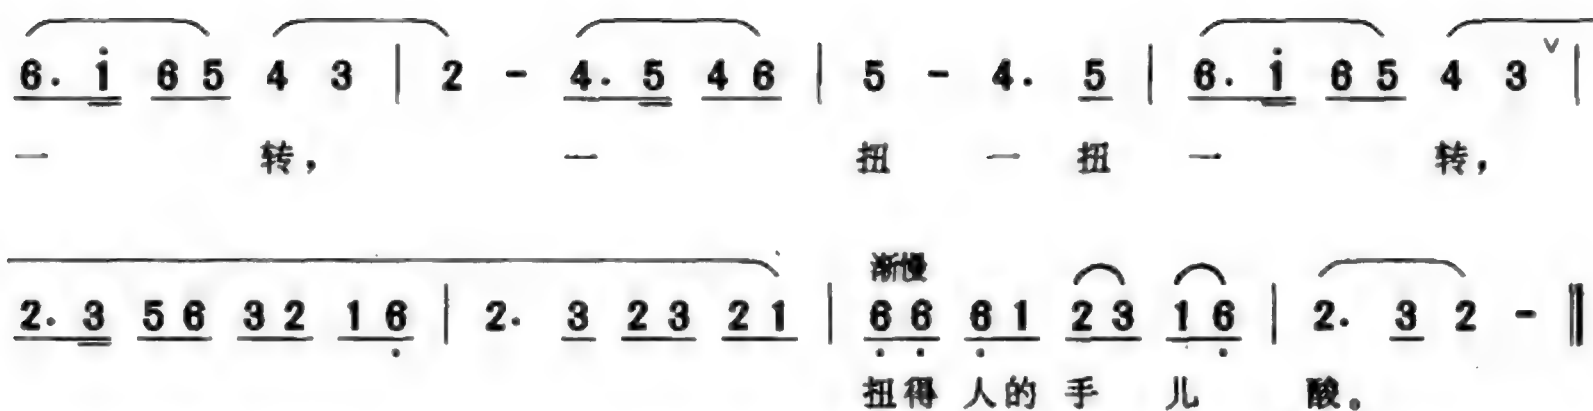 6. i 6 5 4 3 | 2 - 4. 5 4 6 | 5 - 4. 5 | 6. i 6 5 4 3 ∨ |
一 转， 一 扭 一 扭 一 转，
渐慢
2. 3 5 6 3 2 1 6 | 2. 3 2 3 2 1 | 6 6 6 1 2 3 1 6 | 2. 3 2 - ‖
扭得 人的 手 儿 酸。